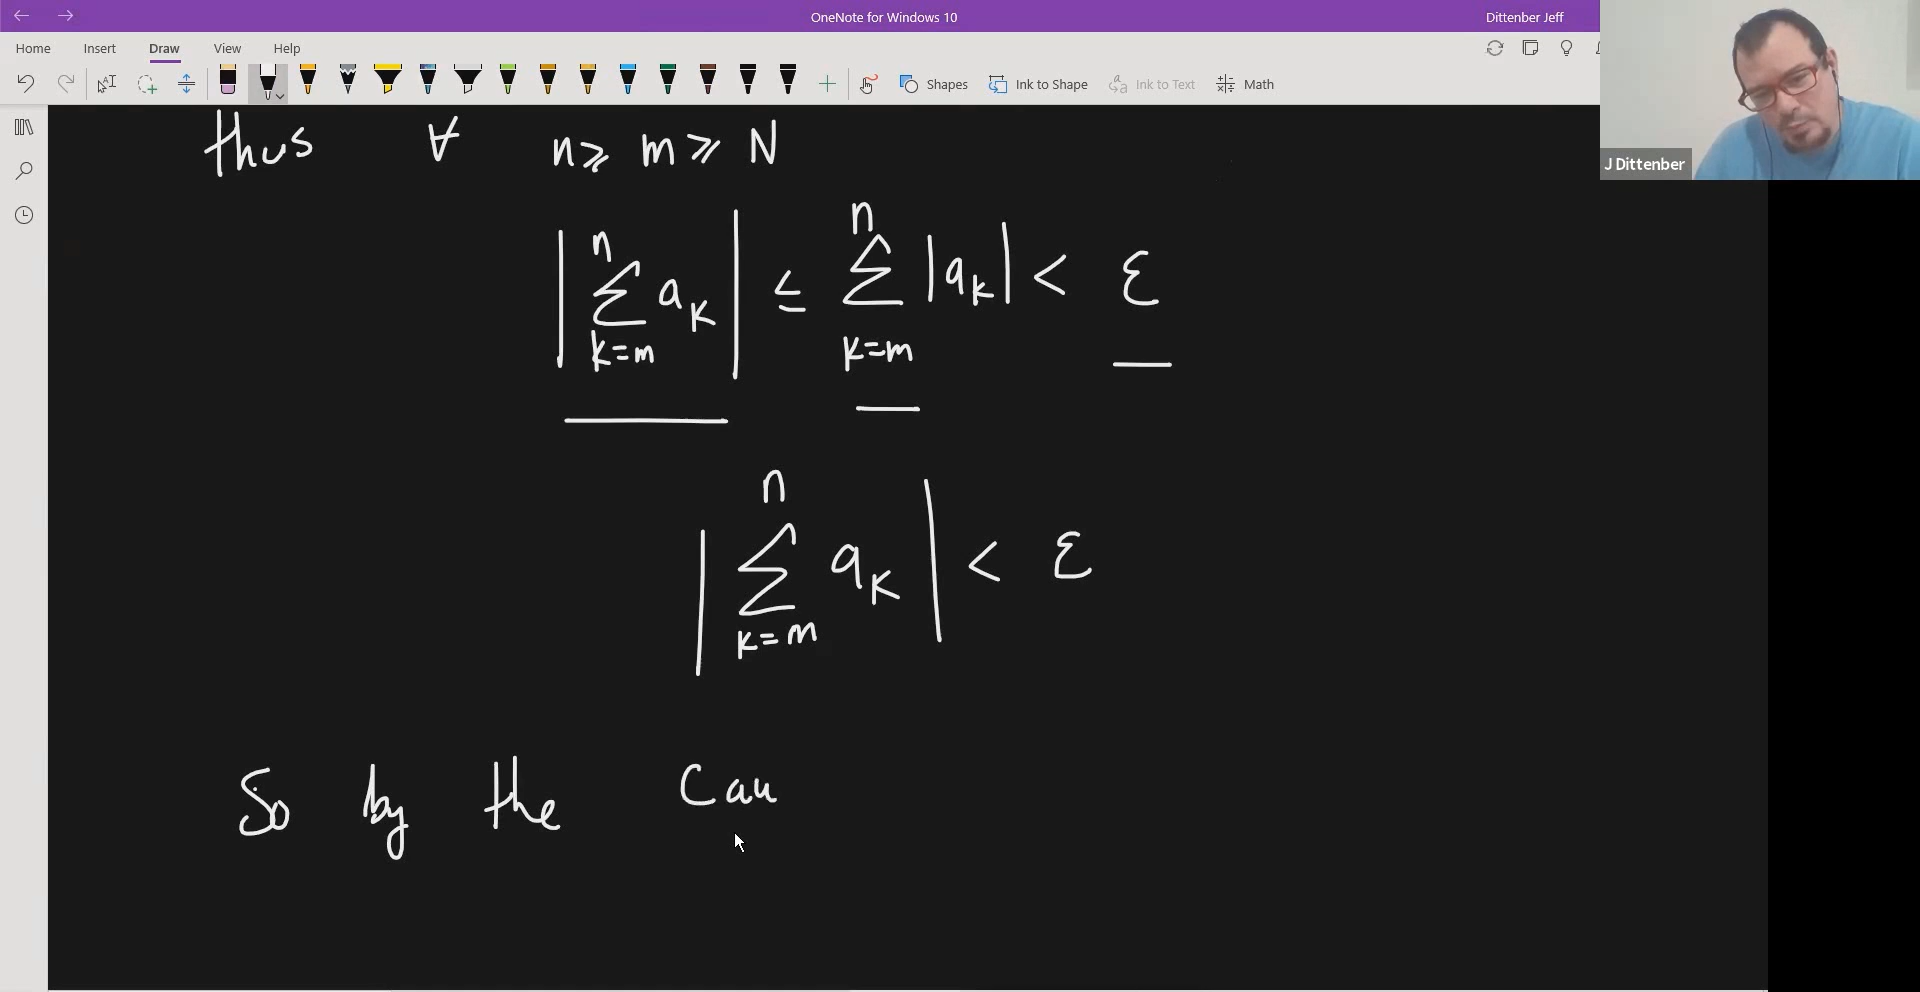 OneNote for Windows 10
Dittenber Jeff
Home Insert Draw View Help
Shapes Ink to Shape Ink to Text Math
J Dittenber
thus ∀ n ⩾ m ⩾ N
| n ∑ k=m a_k | ≤ n ∑ k=m |a_k| < ε
| n ∑ k=m a_k | < ε
So by the Cau